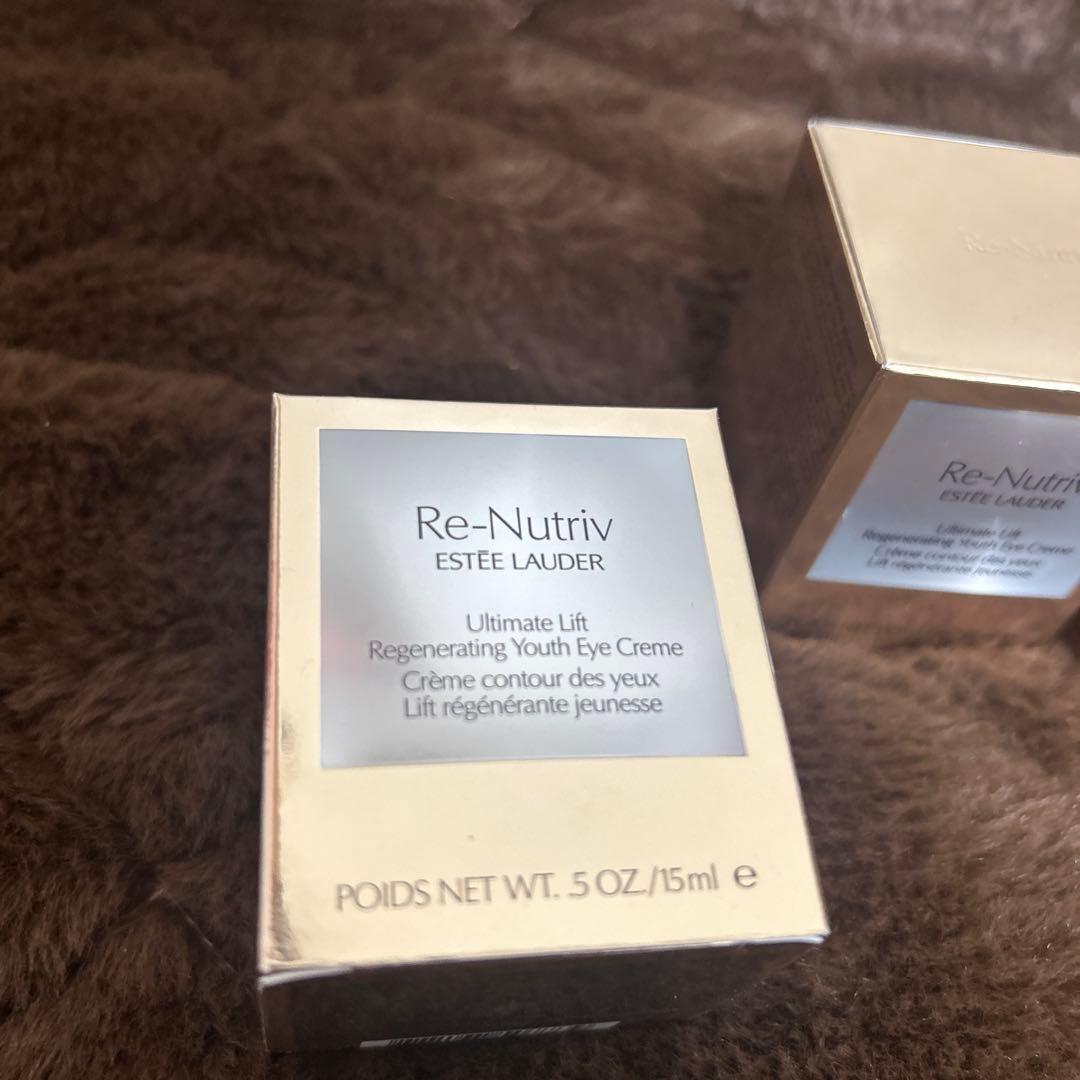 Re-Nutriv
ESTĒE LAUDER
Ultimate Lift
Regenerating Youth Eye Creme
Crème contour des yeux
Lift régénérante jeunesse
POIDS NET WT. .5 OZ./15ml e
Re-Nutriv
ESTĒE LAUDER
Ultimate Lift
Regenerating Youth Eye Creme
Crème contour des yeux
Lift régénérante jeunesse